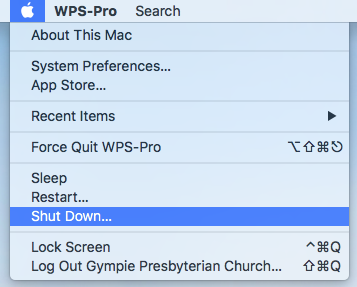 WPS-Pro Search
About This Mac
System Preferences...
App Store...
Recent Items ▶
Force Quit WPS-Pro ⌥⇧⌘⎋
Sleep
Restart...
Shut Down...
Lock Screen ^⌘Q
Log Out Gympie Presbyterian Church... ⇧⌘Q